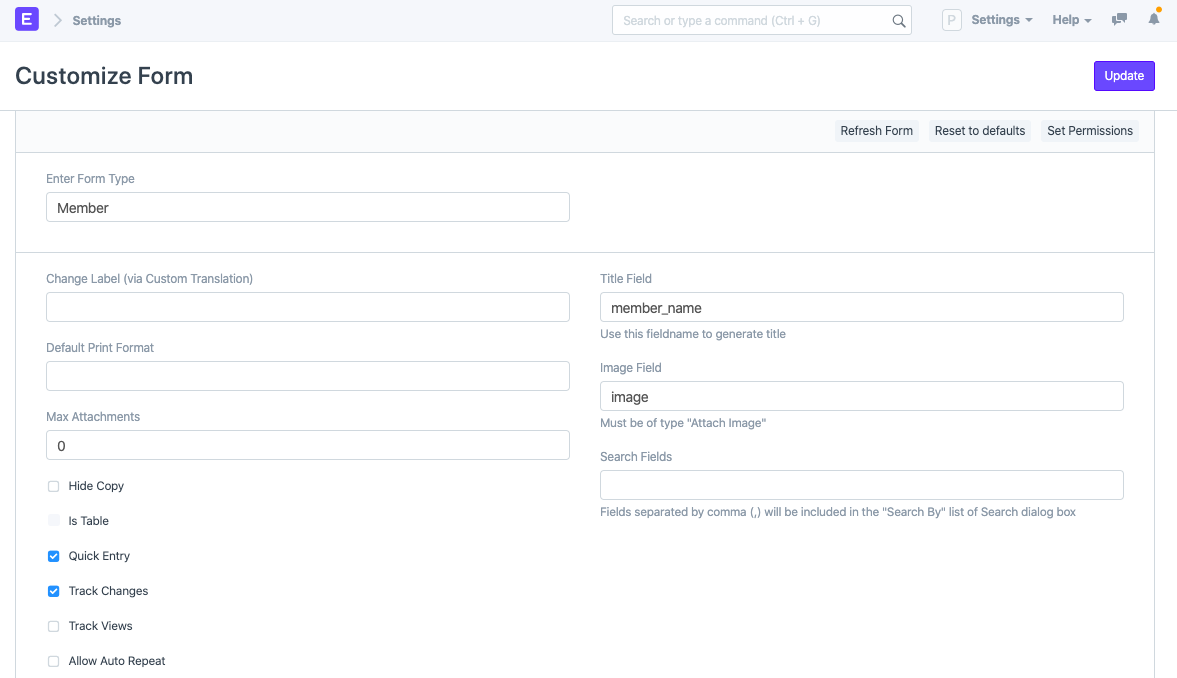 E
Settings
Search or type a command (Ctrl + G)
P
Settings
Help
Customize Form
Update
Refresh Form
Reset to defaults
Set Permissions
Enter Form Type
Member
Change Label (via Custom Translation)
Default Print Format
Max Attachments
0
Hide Copy
Is Table
Quick Entry
Track Changes
Track Views
Allow Auto Repeat
Title Field
member_name
Use this fieldname to generate title
Image Field
image
Must be of type "Attach Image"
Search Fields
Fields separated by comma (,) will be included in the "Search By" list of Search dialog box